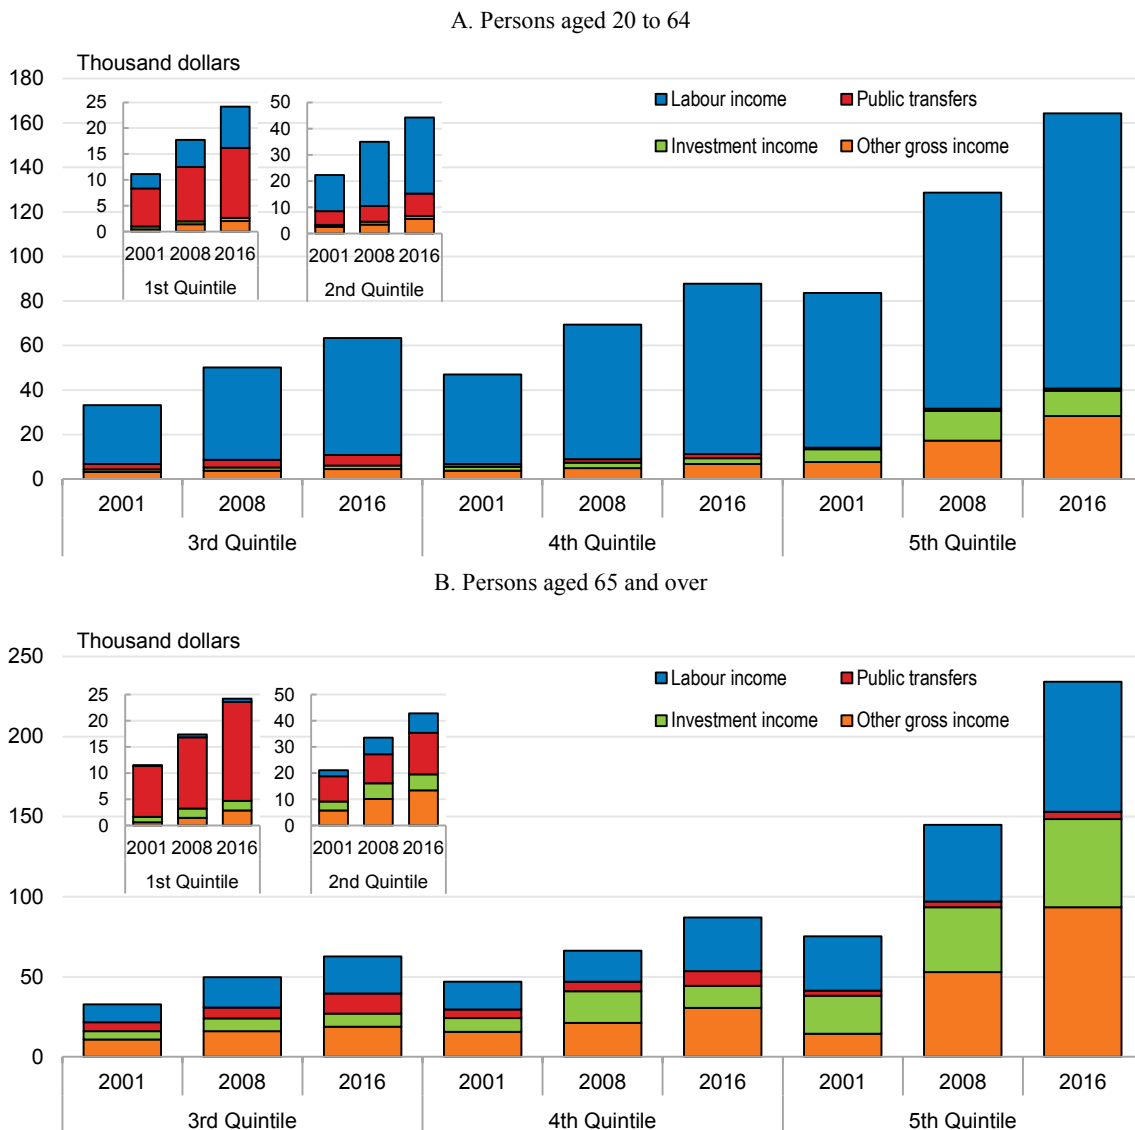 A. Persons aged 20 to 64
Thousand dollars
180
160
140
120
100
80
60
40
20
0
25
20
15
10
5
0
2001 2008 2016
1st Quintile
50
40
30
20
10
0
2001 2008 2016
2nd Quintile
Labour income Public transfers
Investment income Other gross income
2001 2008 2016 2001 2008 2016 2001 2008 2016
3rd Quintile 4th Quintile 5th Quintile
B. Persons aged 65 and over
Thousand dollars
250
200
150
100
50
0
25
20
15
10
5
0
2001 2008 2016
1st Quintile
50
40
30
20
10
0
2001 2008 2016
2nd Quintile
Labour income Public transfers
Investment income Other gross income
2001 2008 2016 2001 2008 2016 2001 2008 2016
3rd Quintile 4th Quintile 5th Quintile